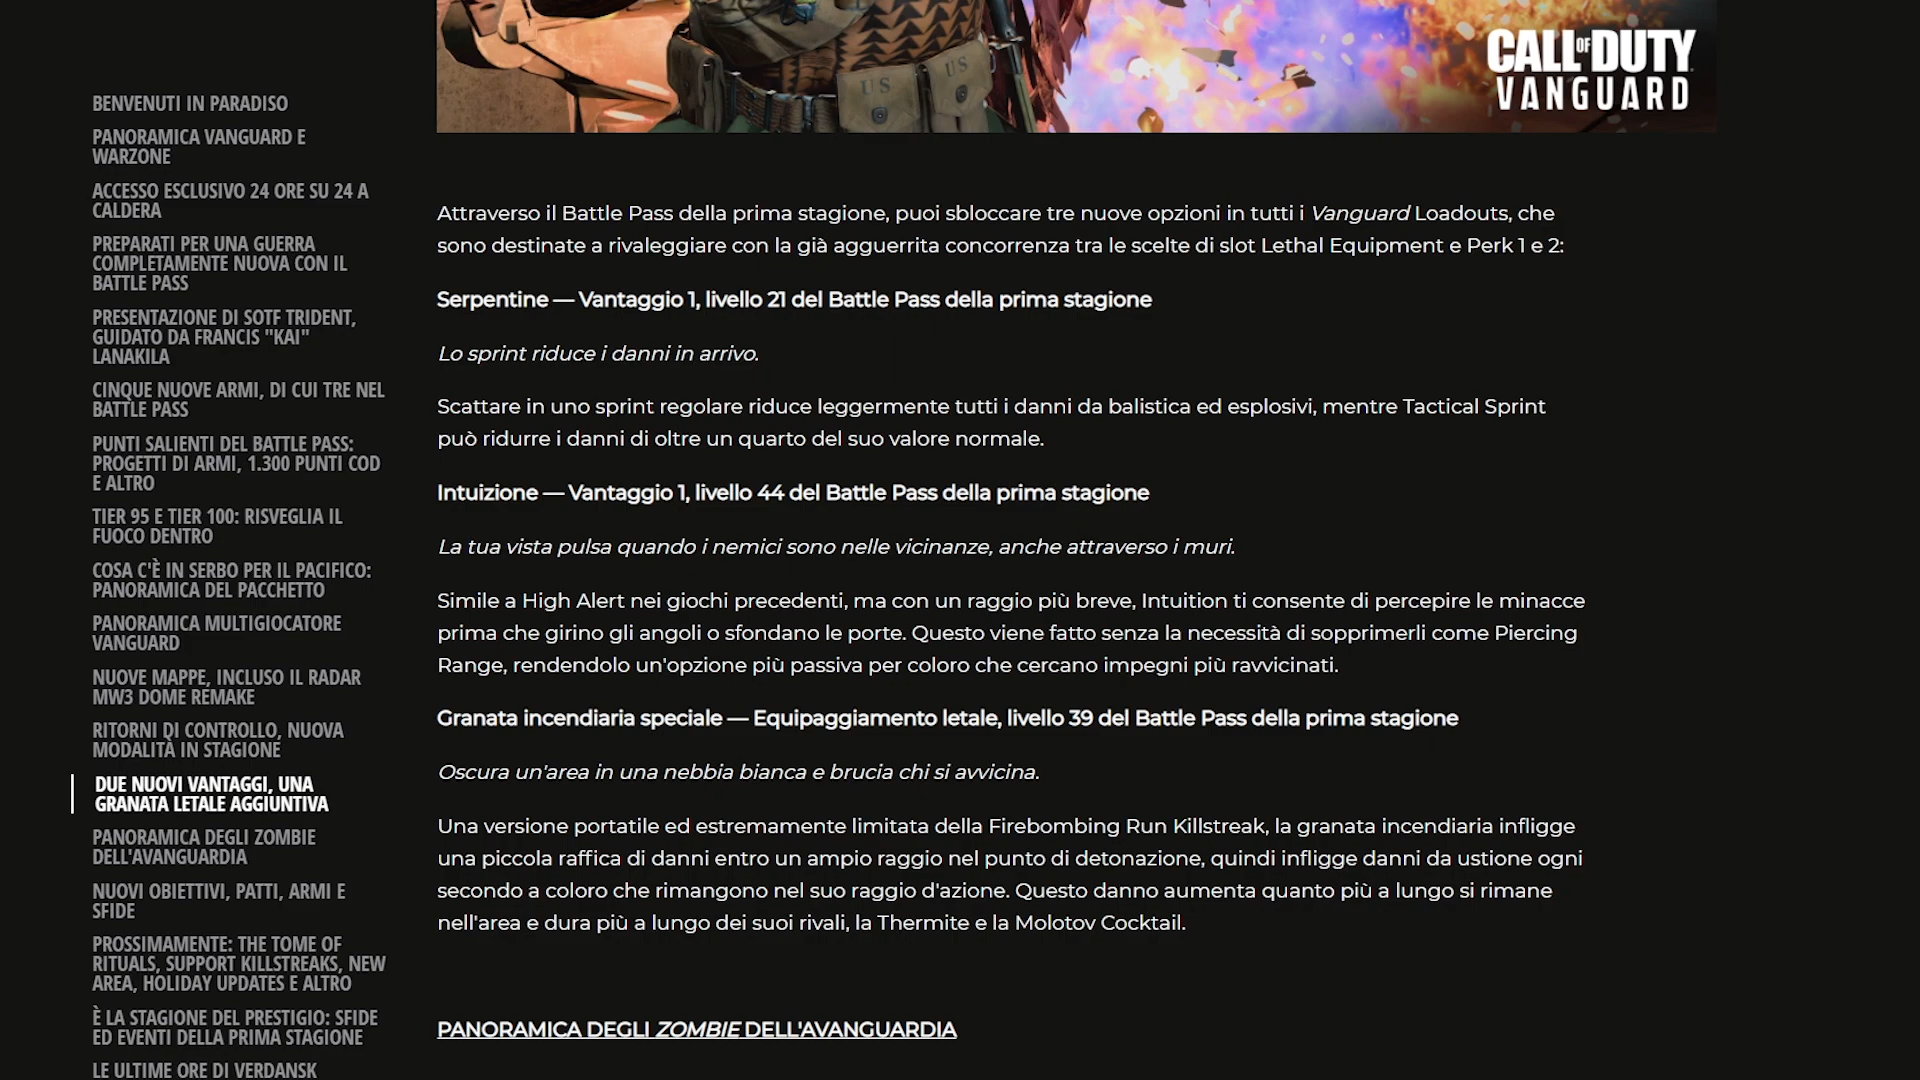 US
US
CALL OF DUTY
VANGUARD
BENVENUTI IN PARADISO
PANORAMICA VANGUARD E
WARZONE
ACCESSO ESCLUSIVO 24 ORE SU 24 A
CALDERA
PREPARATI PER UNA GUERRA
COMPLETAMENTE NUOVA CON IL
BATTLE PASS
PRESENTAZIONE DI SOTF TRIDENT,
GUIDATO DA FRANCIS "KAI"
LANAKILA
CINQUE NUOVE ARMI, DI CUI TRE NEL
BATTLE PASS
PUNTI SALIENTI DEL BATTLE PASS:
PROGETTI DI ARMI, 1.300 PUNTI COD
E ALTRO
TIER 95 E TIER 100: RISVEGLIA IL
FUOCO DENTRO
COSA C'È IN SERBO PER IL PACIFICO:
PANORAMICA DEL PACCHETTO
PANORAMICA MULTIGIOCATORE
VANGUARD
NUOVE MAPPE, INCLUSO IL RADAR
MW3 DOME REMAKE
RITORNI DI CONTROLLO, NUOVA
MODALITÀ IN STAGIONE
DUE NUOVI VANTAGGI, UNA
GRANATA LETALE AGGIUNTIVA
PANORAMICA DEGLI ZOMBIE
DELL'AVANGUARDIA
NUOVI OBIETTIVI, PATTI, ARMI E
SFIDE
PROSSIMAMENTE: THE TOME OF
RITUALS, SUPPORT KILLSTREAKS, NEW
AREA, HOLIDAY UPDATES E ALTRO
È LA STAGIONE DEL PRESTIGIO: SFIDE
ED EVENTI DELLA PRIMA STAGIONE
LE ULTIME ORE DI VERDANSK
Attraverso il Battle Pass della prima stagione, puoi sbloccare tre nuove opzioni in tutti i Vanguard Loadouts, che
sono destinate a rivaleggiare con la già agguerrita concorrenza tra le scelte di slot Lethal Equipment e Perk 1 e 2:
Serpentine — Vantaggio 1, livello 21 del Battle Pass della prima stagione
Lo sprint riduce i danni in arrivo.
Scattare in uno sprint regolare riduce leggermente tutti i danni da balistica ed esplosivi, mentre Tactical Sprint
può ridurre i danni di oltre un quarto del suo valore normale.
Intuizione — Vantaggio 1, livello 44 del Battle Pass della prima stagione
La tua vista pulsa quando i nemici sono nelle vicinanze, anche attraverso i muri.
Simile a High Alert nei giochi precedenti, ma con un raggio più breve, Intuition ti consente di percepire le minacce
prima che girino gli angoli o sfondano le porte. Questo viene fatto senza la necessità di sopprimerli come Piercing
Range, rendendolo un'opzione più passiva per coloro che cercano impegni più ravvicinati.
Granata incendiaria speciale — Equipaggiamento letale, livello 39 del Battle Pass della prima stagione
Oscura un'area in una nebbia bianca e brucia chi si avvicina.
Una versione portatile ed estremamente limitata della Firebombing Run Killstreak, la granata incendiaria infligge
una piccola raffica di danni entro un ampio raggio nel punto di detonazione, quindi infligge danni da ustione ogni
secondo a coloro che rimangono nel suo raggio d'azione. Questo danno aumenta quanto più a lungo si rimane
nell'area e dura più a lungo dei suoi rivali, la Thermite e la Molotov Cocktail.
PANORAMICA DEGLI ZOMBIE DELL'AVANGUARDIA